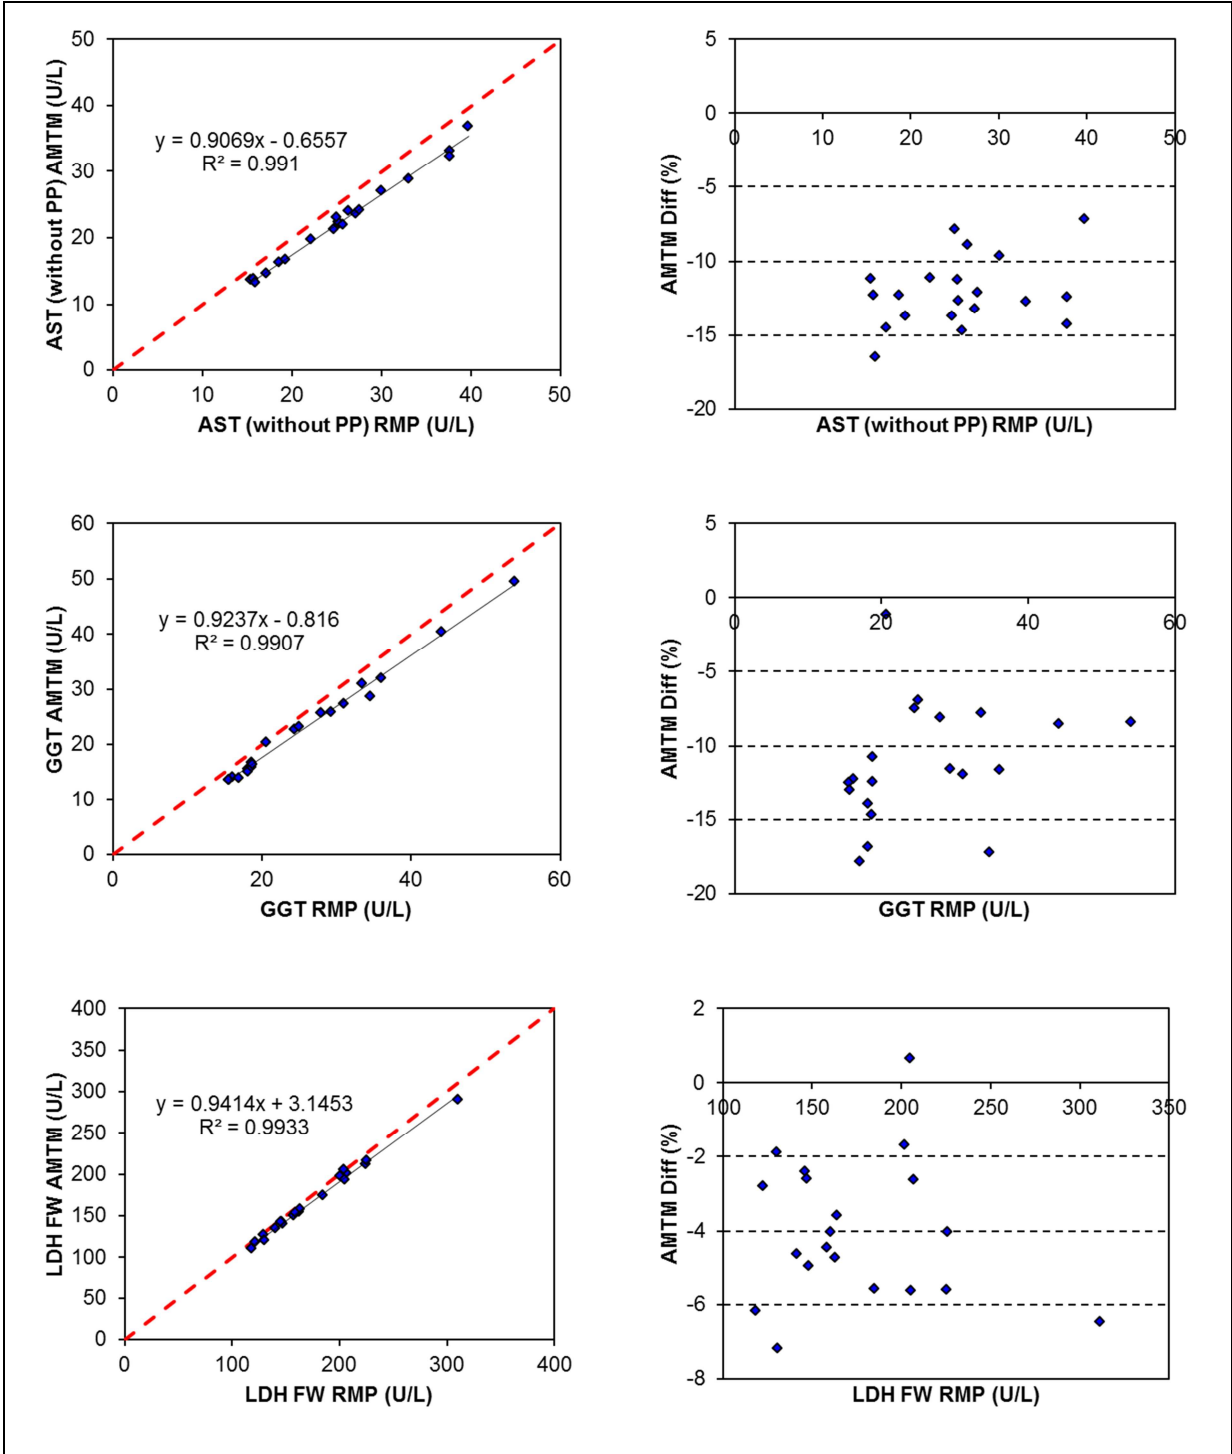 50
40
30
20
10
0
AST (without PP) AMTM (U/L)
y = 0.9069x - 0.6557
R² = 0.991
0 10 20 30 40 50
AST (without PP) RMP (U/L)
5
0
-5
-10
-15
-20
AMTM Diff (%)
0 10 20 30 40 50
AST (without PP) RMP (U/L)
60
50
40
30
20
10
0
GGT AMTM (U/L)
y = 0.9237x - 0.816
R² = 0.9907
0 20 40 60
GGT RMP (U/L)
5
0
-5
-10
-15
-20
AMTM Diff (%)
0 20 40 60
GGT RMP (U/L)
400
350
300
250
200
150
100
50
0
LDH FW AMTM (U/L)
y = 0.9414x + 3.1453
R² = 0.9933
0 100 200 300 400
LDH FW RMP (U/L)
2
0
-2
-4
-6
-8
AMTM Diff (%)
100 150 200 250 300 350
LDH FW RMP (U/L)